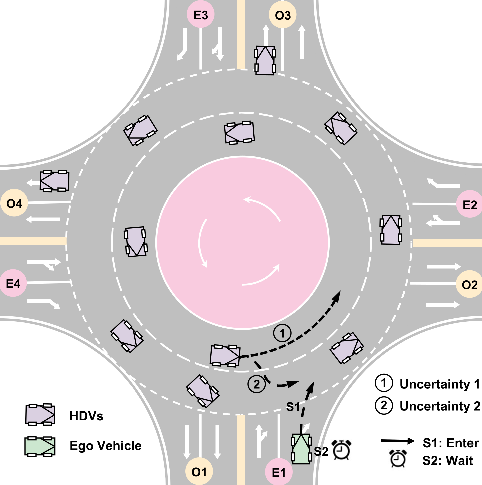 E3
O3
O4
E2
E4
O2
1
2
S1
S2
O1
E1
HDVs
Ego Vehicle
1 Uncertainty 1
2 Uncertainty 2
S1: Enter
S2: Wait